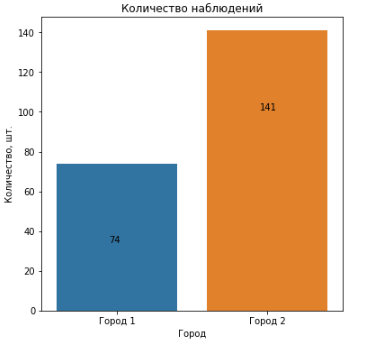 Количество наблюдений
Количество, шт.
140
120
100
80
60
40
20
0
141
74
Город 1
Город 2
Город